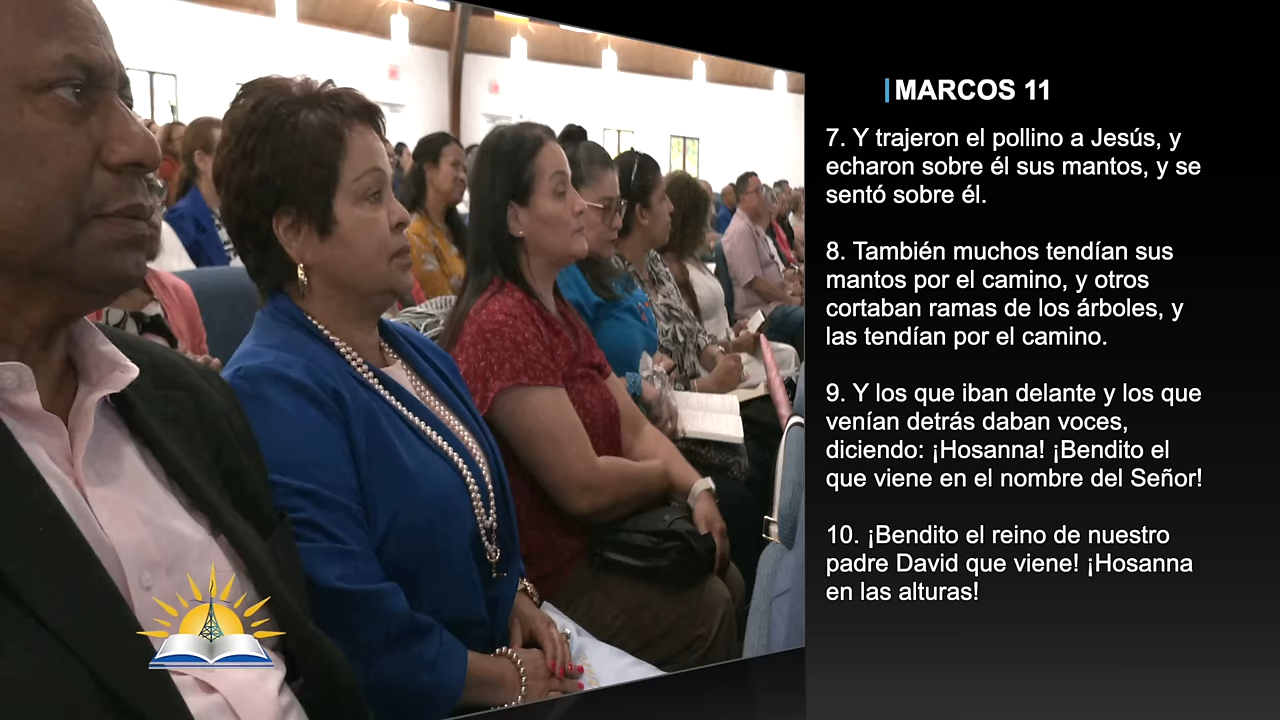 MARCOS 11
7. Y trajeron el pollino a Jesús, y
echaron sobre él sus mantos, y se
sentó sobre él.
8. También muchos tendían sus
mantos por el camino, y otros
cortaban ramas de los árboles, y
las tendían por el camino.
9. Y los que iban delante y los que
venían detrás daban voces,
diciendo: ¡Hosanna! ¡Bendito el
que viene en el nombre del Señor!
10. ¡Bendito el reino de nuestro
padre David que viene! ¡Hosanna
en las alturas!